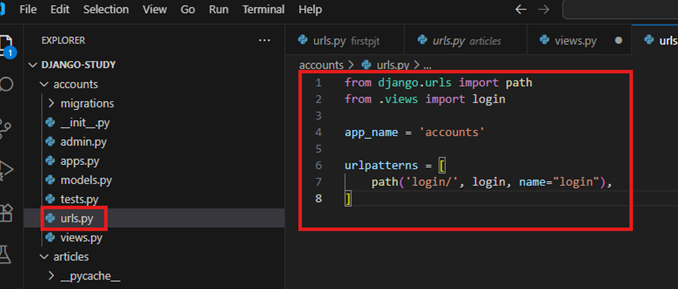 File Edit Selection View Go Run Terminal Help
EXPLORER ...
urls.py firstpjt urls.py articles views.py urls
1
DJANGO-STUDY
accounts
migrations
__init__.py
admin.py
apps.py
models.py
tests.py
urls.py
views.py
articles
__pycache__
accounts > urls.py > ...
1 from django.urls import path
2 from .views import login
3
4 app_name = 'accounts'
5
6 urlpatterns = [
7 path('login/', login, name="login"),
8 ]